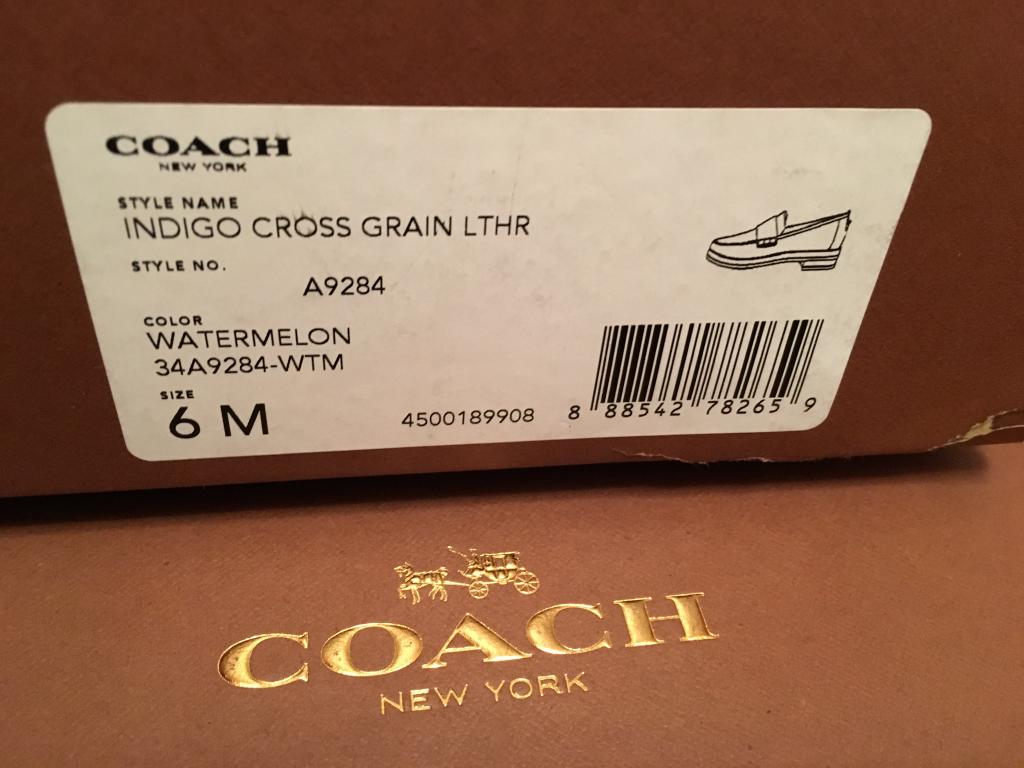 COACH
NEW YORK
STYLE NAME
INDIGO CROSS GRAIN LTHR
STYLE NO.
A9284
COLOR
WATERMELON
34A9284-WTM
SIZE
6 M
4500189908
8 88542 78265 9
COACH
NEW YORK